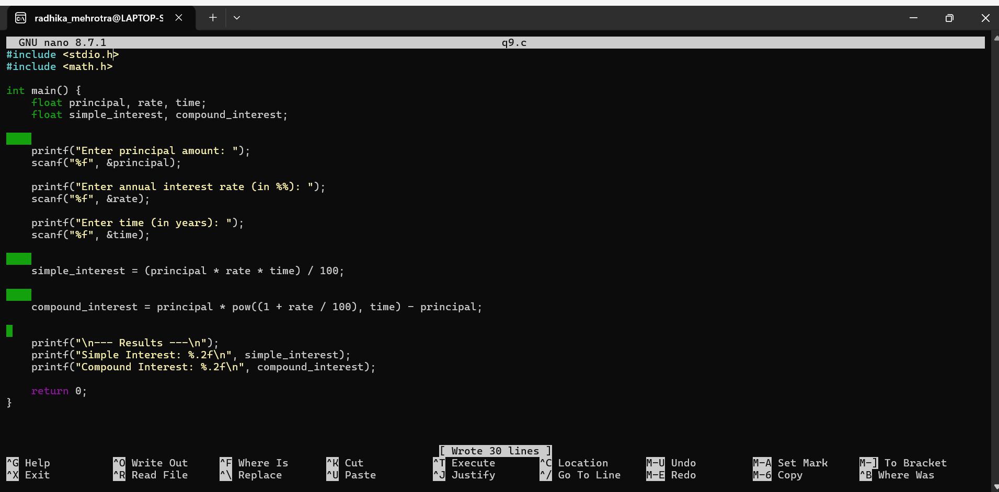 radhika_mehrotra@LAPTOP-S
GNU nano 8.7.1 q9.c
#include <stdio.h>
#include <math.h>
int main() {
    float principal, rate, time;
    float simple_interest, compound_interest;
    printf("Enter principal amount: ");
    scanf("%f", &principal);
    printf("Enter annual interest rate (in %%): ");
    scanf("%f", &rate);
    printf("Enter time (in years): ");
    scanf("%f", &time);
    simple_interest = (principal * rate * time) / 100;
    compound_interest = principal * pow((1 + rate / 100), time) - principal;
    printf("\n--- Results ---\n");
    printf("Simple Interest: %.2f\n", simple_interest);
    printf("Compound Interest: %.2f\n", compound_interest);
    return 0;
}
[ Wrote 30 lines ]
^G Help ^O Write Out ^F Where Is ^K Cut ^T Execute ^C Location M-U Undo M-A Set Mark M-] To Bracket
^X Exit ^R Read File ^\ Replace ^U Paste ^J Justify ^/ Go To Line M-E Redo M-6 Copy ^B Where Was